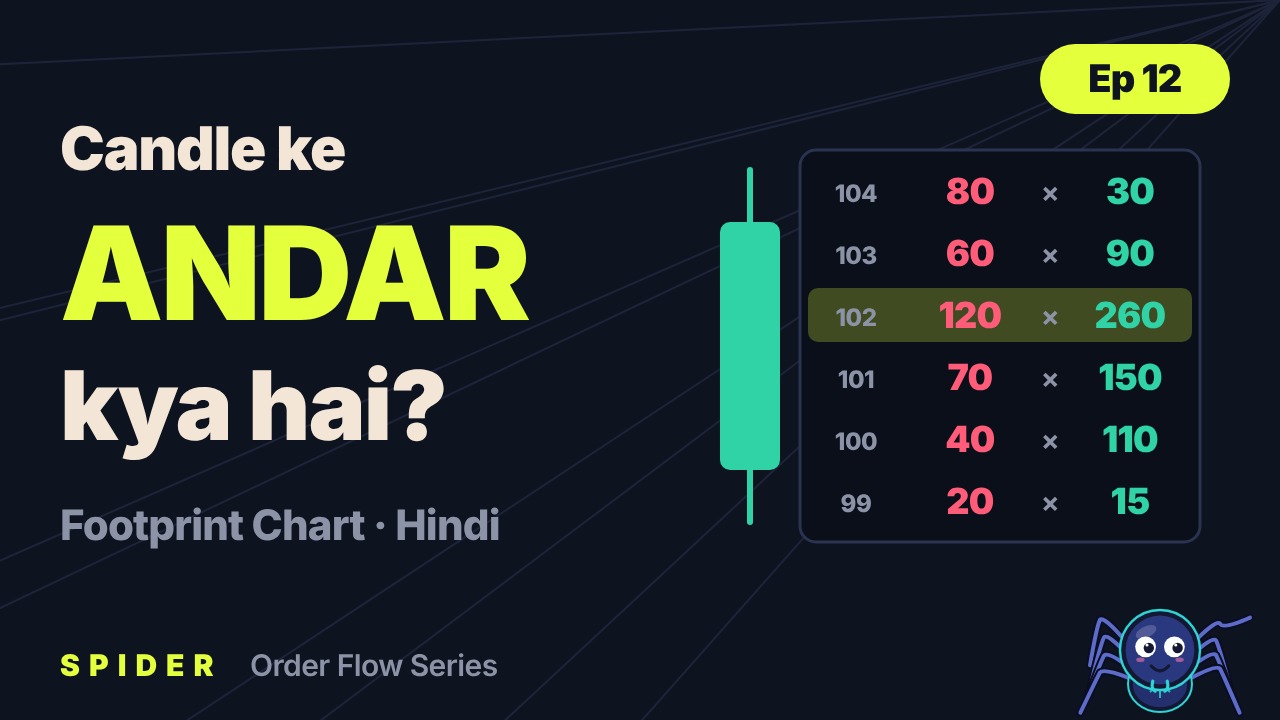 Ep 12
Candle ke
ANDAR
kya hai?
Footprint Chart · Hindi
104 80 × 30
103 60 × 90
102 120 × 260
101 70 × 150
100 40 × 110
99 20 × 15
SPIDER Order Flow Series